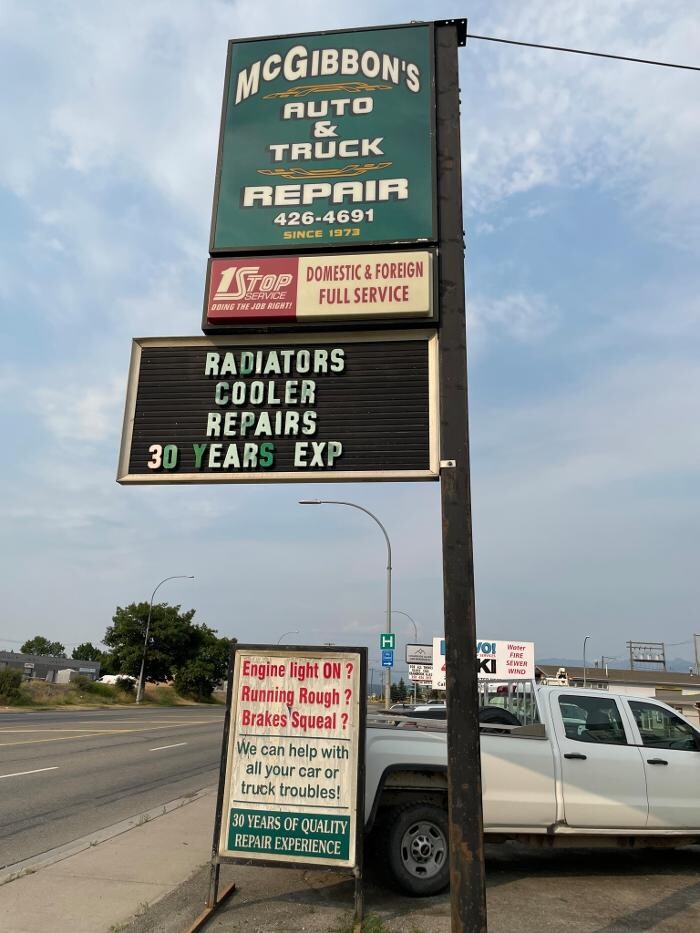 McGIBBON'S
AUTO
&
TRUCK
REPAIR
426-4691
SINCE 1973
1 STOP
SERVICE
DOING THE JOB RIGHT!
DOMESTIC & FOREIGN
FULL SERVICE
RADIATORS
COOLER
REPAIRS
30 YEARS EXP
H
Water
FIRE
SEWER
WIND
Engine light ON ?
Running Rough ?
Brakes Squeal ?
We can help with
all your car or
truck troubles!
30 YEARS OF QUALITY
REPAIR EXPERIENCE